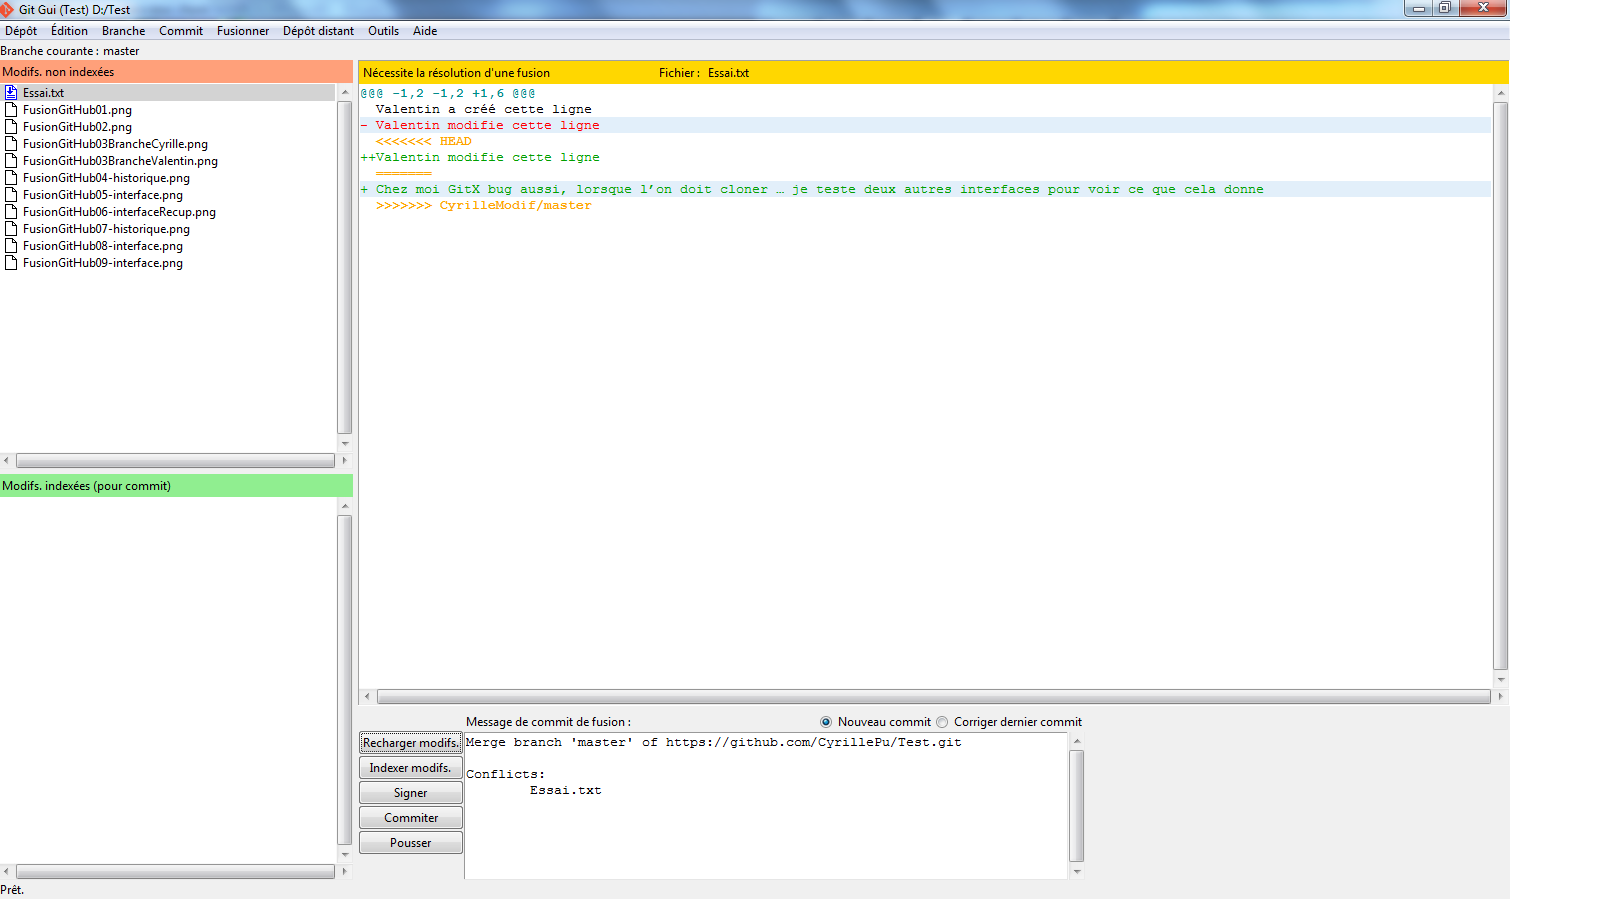 Git Gui (Test) D:/Test
Dépôt Édition Branche Commit Fusionner Dépôt distant Outils Aide
Branche courante : master
Modifs. non indexées
Essai.txt
FusionGitHub01.png
FusionGitHub02.png
FusionGitHub03BrancheCyrille.png
FusionGitHub03BrancheValentin.png
FusionGitHub04-historique.png
FusionGitHub05-interface.png
FusionGitHub06-interfaceRecup.png
FusionGitHub07-historique.png
FusionGitHub08-interface.png
FusionGitHub09-interface.png
Modifs. indexées (pour commit)
Nécessite la résolution d'une fusion Fichier : Essai.txt
@@@ -1,2 -1,2 +1,6 @@@
  Valentin a créé cette ligne
- Valentin modifie cette ligne
  <<<<<<< HEAD
++Valentin modifie cette ligne
  =======
+ Chez moi GitX bug aussi, lorsque l’on doit cloner … je teste deux autres interfaces pour voir ce que cela donne
  >>>>>>> CyrilleModif/master
Message de commit de fusion : Nouveau commit Corriger dernier commit
Recharger modifs.
Indexer modifs.
Signer
Commiter
Pousser
Merge branch 'master' of https://github.com/CyrillePu/Test.git
Conflicts:
Essai.txt
Prêt.